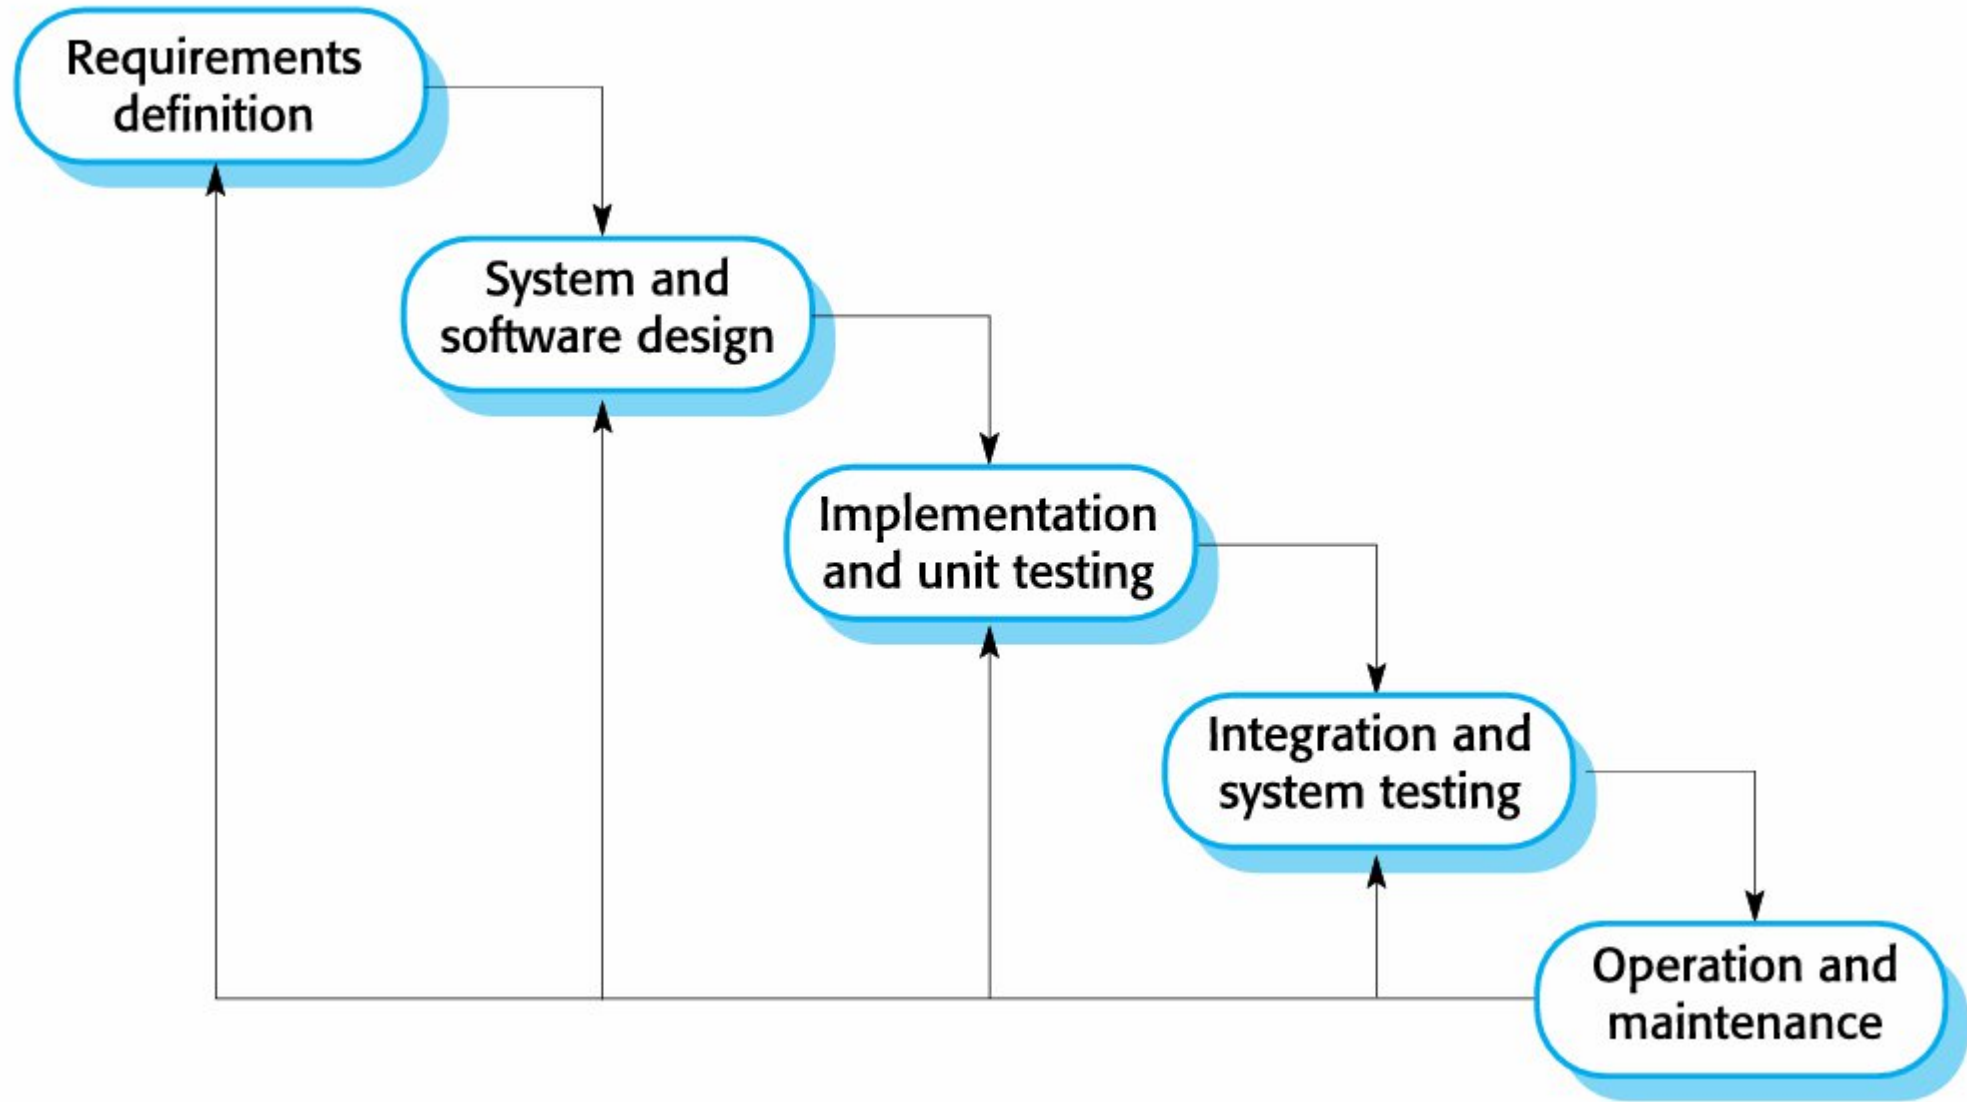 Requirements
definition
System and
software design
Implementation
and unit testing
Integration and
system testing
Operation and
maintenance